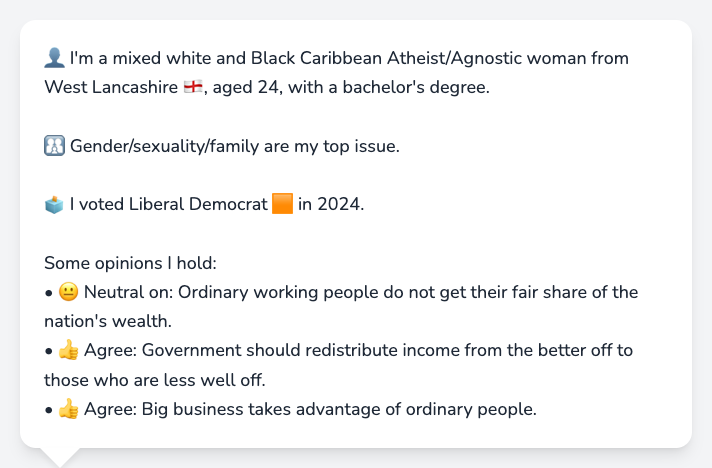 👤 I'm a mixed white and Black Caribbean Atheist/Agnostic woman from
West Lancashire 🏴󠁧󠁢󠁥󠁮󠁧󠁿, aged 24, with a bachelor's degree.
🚻 Gender/sexuality/family are my top issue.
🗳️ I voted Liberal Democrat 🟧 in 2024.
Some opinions I hold:
• 😐 Neutral on: Ordinary working people do not get their fair share of the
nation's wealth.
• 👍 Agree: Government should redistribute income from the better off to
those who are less well off.
• 👍 Agree: Big business takes advantage of ordinary people.